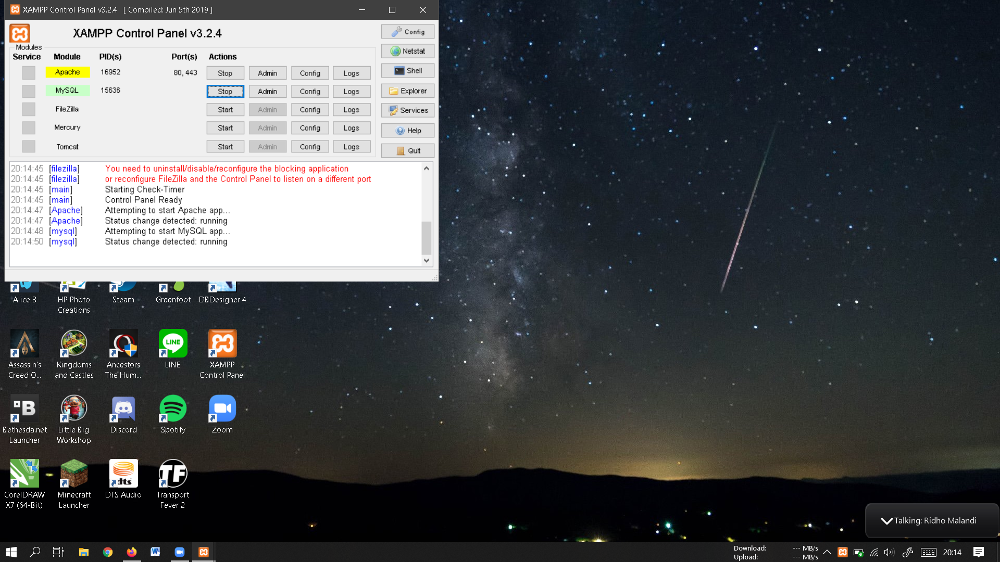 XAMPP Control Panel v3.2.4 [ Compiled: Jun 5th 2019 ]
XAMPP Control Panel v3.2.4
Config
Modules
Service Module PID(s) Port(s) Actions
Netstat
Apache 16952 80, 443 Stop Admin Config Logs
Shell
MySQL 15636 Stop Admin Config Logs
Explorer
FileZilla Start Admin Config Logs
Services
Mercury Start Admin Config Logs
Help
Tomcat Start Admin Config Logs
Quit
20:14:45 [filezilla] You need to uninstall/disable/reconfigure the blocking application
20:14:45 [filezilla] or reconfigure FileZilla and the Control Panel to listen on a different port
20:14:45 [main] Starting Check-Timer
20:14:45 [main] Control Panel Ready
20:14:47 [Apache] Attempting to start Apache app...
20:14:47 [Apache] Status change detected: running
20:14:48 [mysql] Attempting to start MySQL app...
20:14:50 [mysql] Status change detected: running
Alice 3
HP Photo
Creations
Steam
Greenfoot
DBDesigner 4
Assassin's
Creed O...
Kingdoms
and Castles
Ancestors
The Hum...
LINE
LINE
XAMPP
Control Panel
B
Bethesda.net
Launcher
Little Big
Workshop
Discord
Spotify
Zoom
CorelDRAW
X7 (64-Bit)
Minecraft
Launcher
dts
DTS Audio
TF
Transport
Fever 2
Talking: Ridho Malandi
Download: --- MB/s
Upload: --- MB/s
20:14